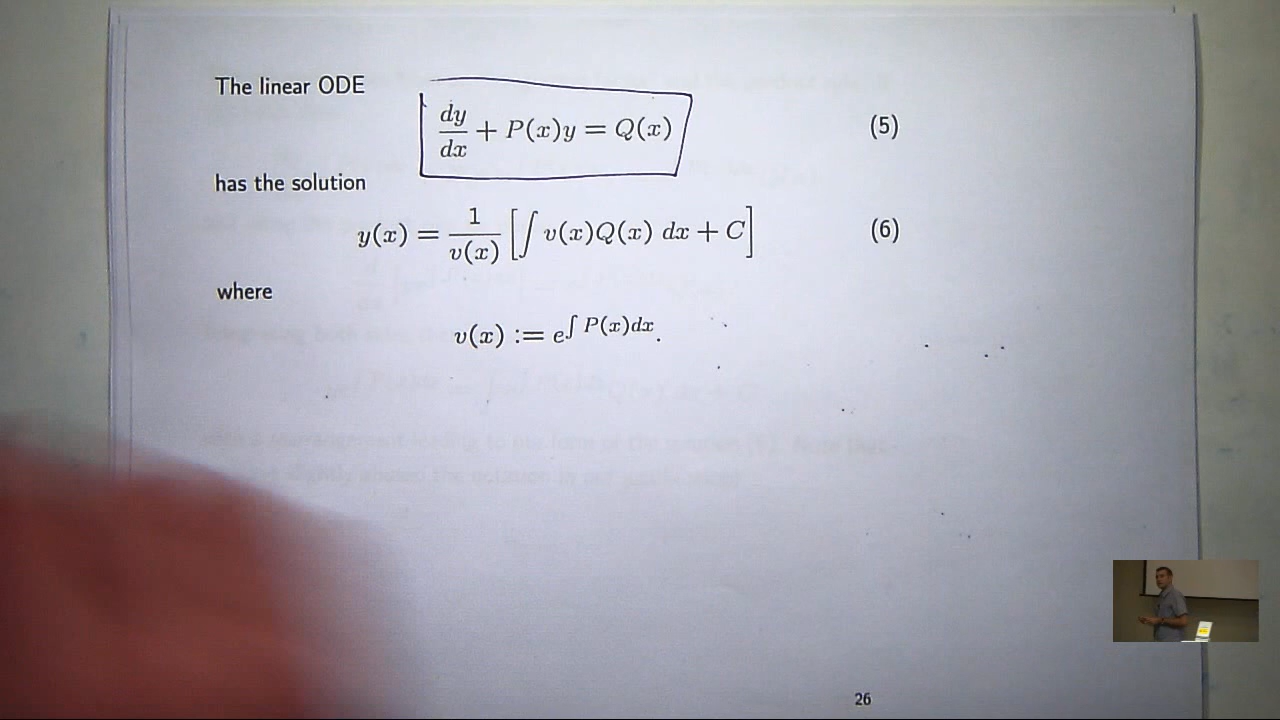 The linear ODE
dy/dx + P(x)y = Q(x) (5)
has the solution
y(x) = 1/v(x) [∫ v(x)Q(x) dx + C] (6)
where
v(x) := e^{∫ P(x)dx}.
26